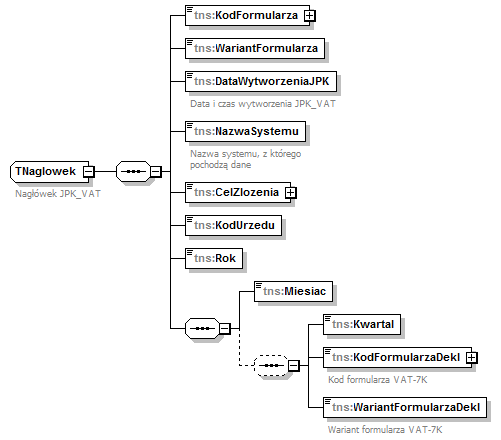 tns:KodFormularza
tns:WariantFormularza
tns:DataWytworzeniaJPK
Data i czas wytworzenia JPK_VAT
tns:NazwaSystemu
Nazwa systemu, z którego
pochodzą dane
TNaglowek
Nagłówek JPK_VAT
tns:CelZlozenia
tns:KodUrzedu
tns:Rok
tns:Miesiac
tns:Kwartal
tns:KodFormularzaDekl
Kod formularza VAT-7K
tns:WariantFormularzaDekl
Wariant formularza VAT-7K